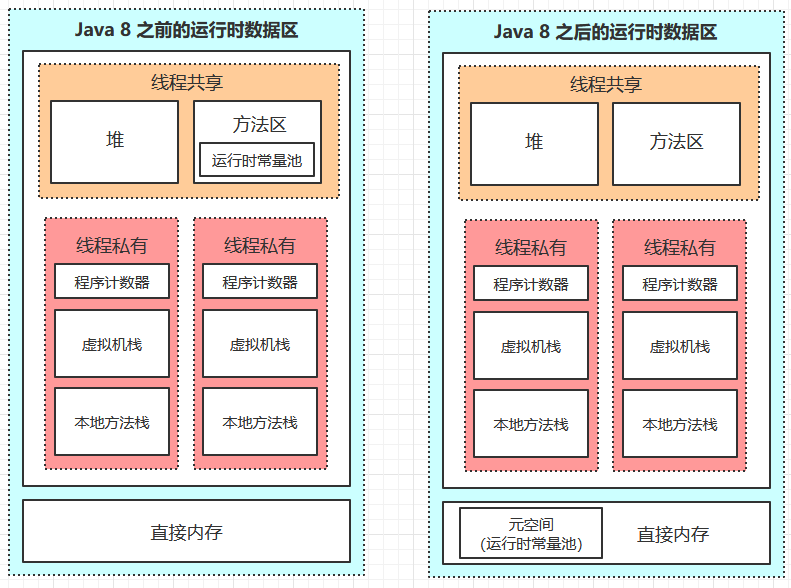 Java 8 之前的运行时数据区
线程共享
堆
方法区
运行时常量池
线程私有
程序计数器
虚拟机栈
本地方法栈
线程私有
程序计数器
虚拟机栈
本地方法栈
直接内存
Java 8 之后的运行时数据区
线程共享
堆
方法区
线程私有
程序计数器
虚拟机栈
本地方法栈
线程私有
程序计数器
虚拟机栈
本地方法栈
元空间
（运行时常量池）
直接内存